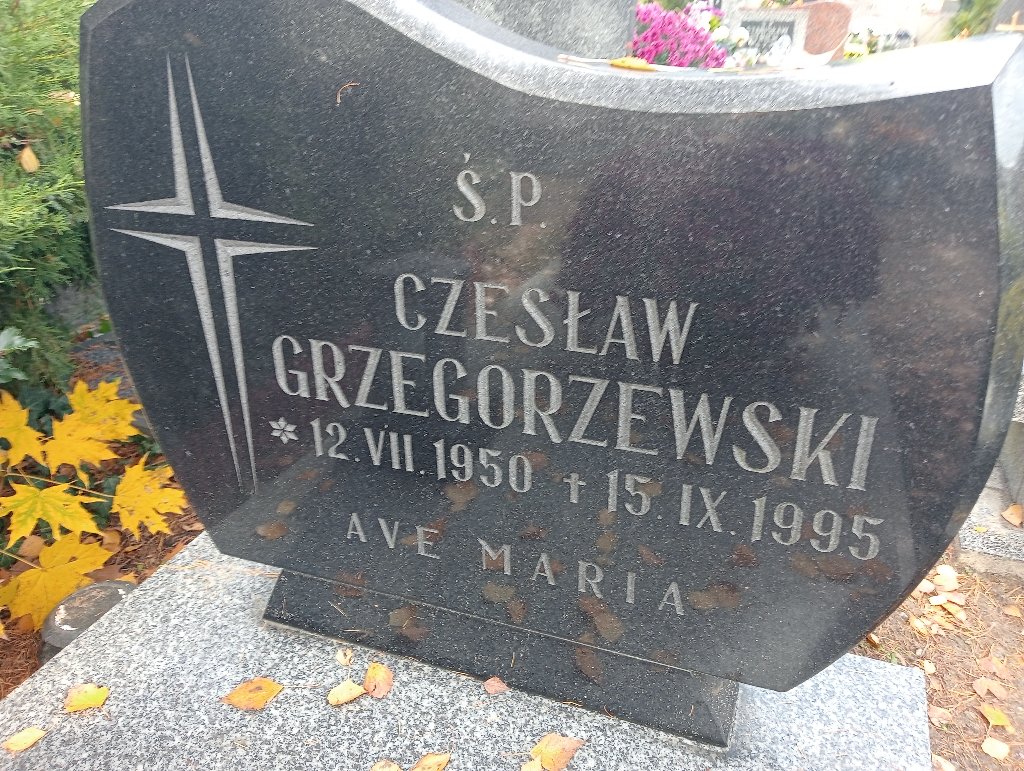 Ś.P.
CZESŁAW
GRZEGORZEWSKI
* 12.VII.1950 ✝ 15.IX.1995
AVE MARIA